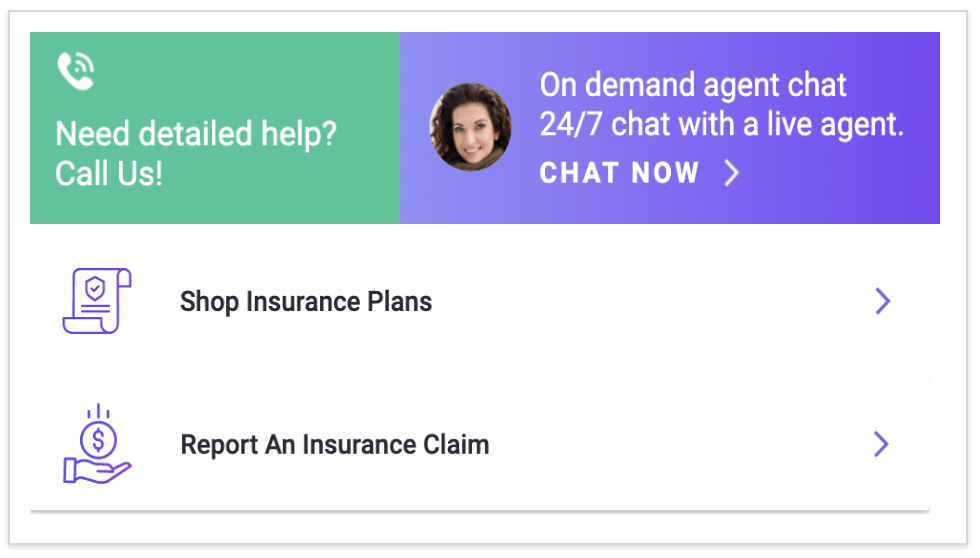 Need detailed help?
Call Us!
On demand agent chat
24/7 chat with a live agent.
CHAT NOW
Shop Insurance Plans
$
Report An Insurance Claim